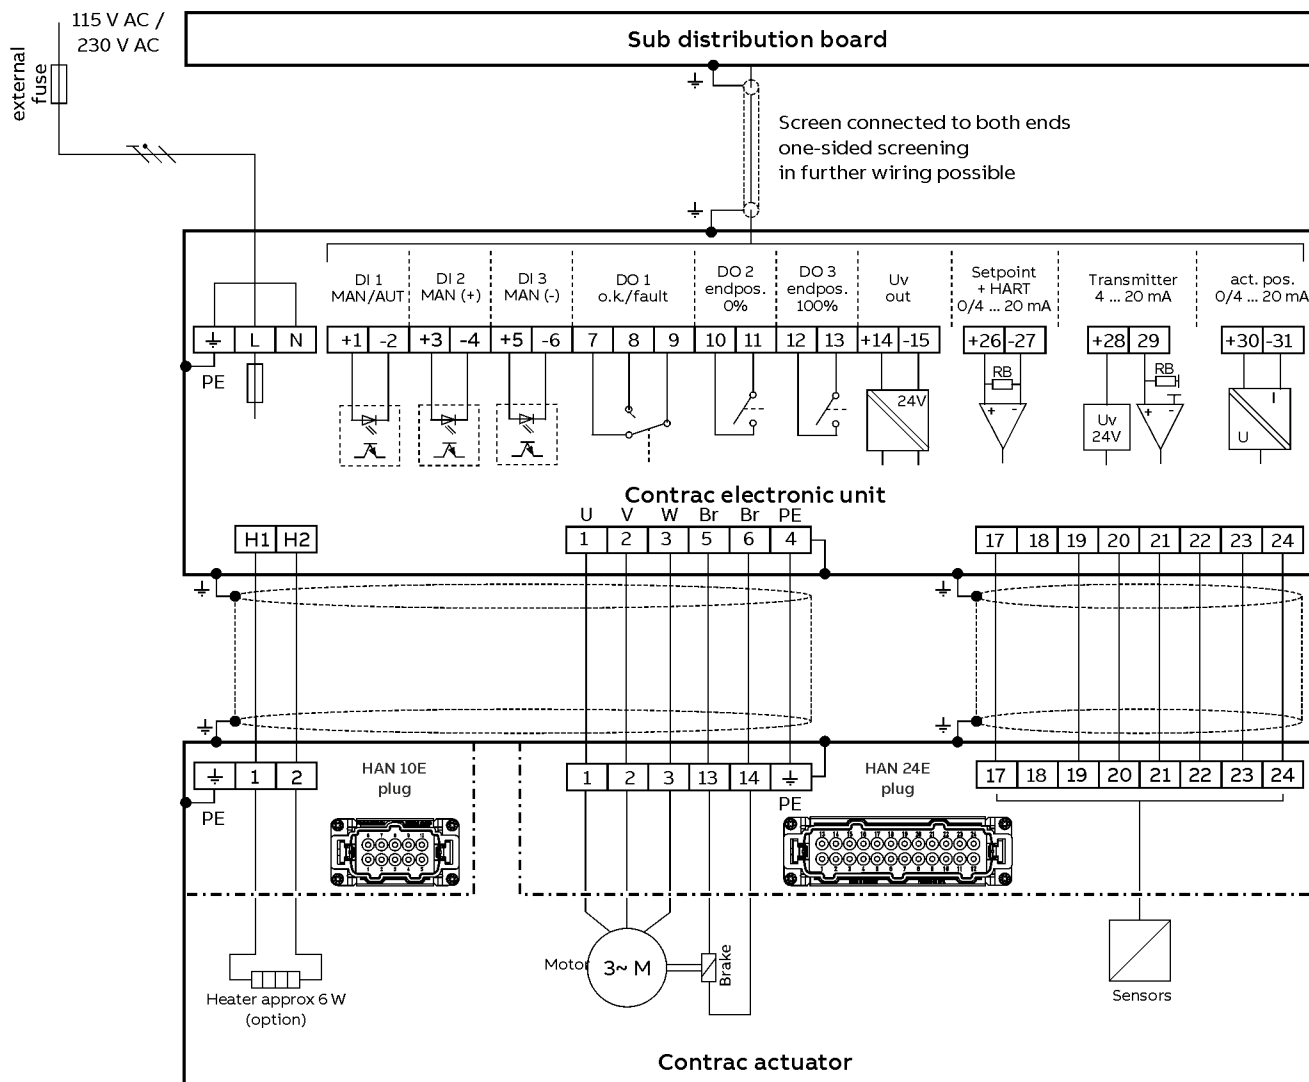 115 V AC /
230 V AC
external
fuse
Sub distribution board
Screen connected to both ends
one-sided screening
in further wiring possible
DI 1
MAN/AUT
DI 2
MAN (+)
DI 3
MAN (-)
DO 1
o.k./fault
DO 2
endpos.
0%
DO 3
endpos.
100%
Uv
out
Setpoint
+ HART
0/4 ... 20 mA
Transmitter
4 ... 20 mA
act. pos.
0/4 ... 20 mA
L N
+1 -2 +3 -4 +5 -6 7 8 9 10 11 12 13 +14 -15 +26 -27 +28 29 +30 -31
PE
RB
+ -
24V
Uv
24V
RB
+ -
I
U
Contrac electronic unit
U V W Br Br PE
H1 H2
1 2 3 5 6 4
17 18 19 20 21 22 23 24
1 2
PE
HAN 10E
plug
1 2 3 13 14
PE
HAN 24E
plug
17 18 19 20 21 22 23 24
Motor
3~ M
Brake
Heater approx 6 W
(option)
Sensors
Contrac actuator